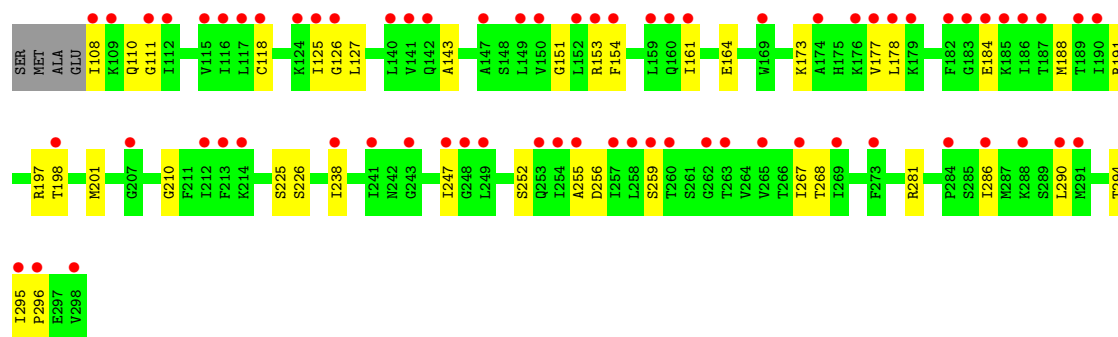 SER MET ALA GLU I108 K109 Q110 G111 I112 V115 I116 L117 C118 K124 I125 G126 L127 L140 V141 Q142 A143 A147 S148 L149 V150 G151 L152 R153 F154 L159 Q160 I161 E164 W169 K173 A174 H175 K176 V177 L178 K179 F182 G183 E184 K185 I186 T187 M188 T189 I190
R197 T198 M201 G207 G210 F211 I212 F213 K214 S225 S226 I238 I241 N242 G243 I247 G248 L249 S252 Q253 I254 A255 D256 I257 L258 S259 T260 S261 G262 T263 V264 V265 T266 I267 T268 I269 F273 R281 P284 S285 I286 M287 K288 S289 L290 M291
I295 P296 E297 V298